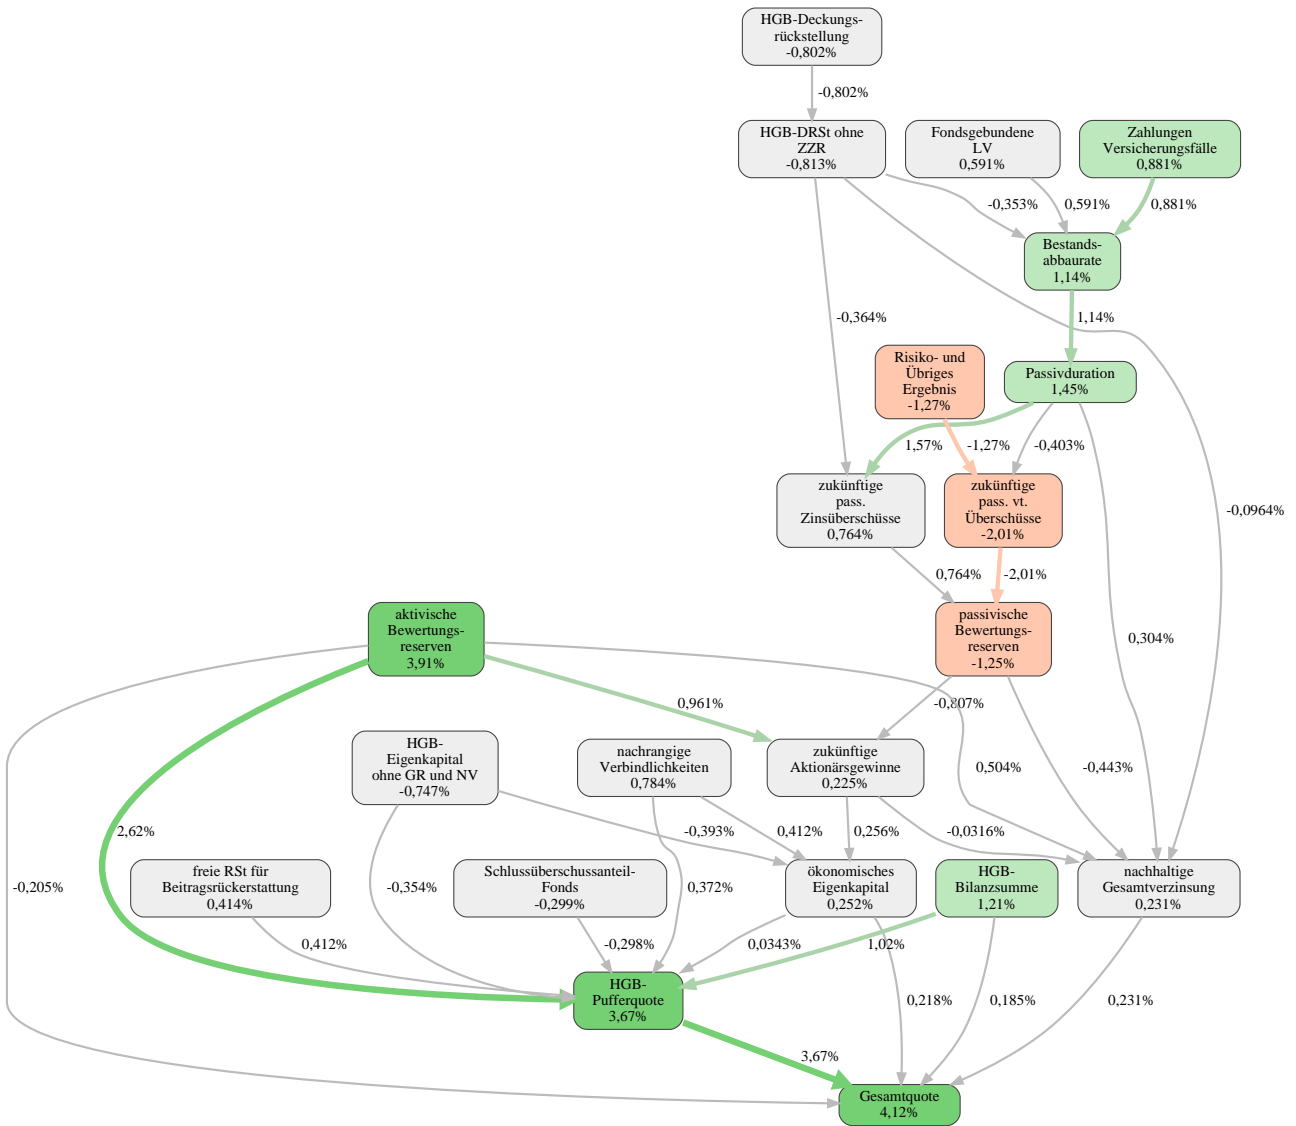 HGB-Deckungs-
rückstellung
-0,802%
-0,802%
HGB-DRSt ohne
ZZR
-0,813%
Fondsgebundene
LV
0,591%
Zahlungen
Versicherungsfälle
0,881%
-0,353%
0,591%
0,881%
Bestands-
abbaurate
1,14%
-0,364%
1,14%
Risiko- und
Übriges
Ergebnis
-1,27%
Passivduration
1,45%
1,57%
-1,27%
-0,403%
zukünftige
pass.
Zinsüberschüsse
0,764%
zukünftige
pass. vt.
Überschüsse
-2,01%
-0,0964%
0,764%
-2,01%
aktivische
Bewertungs-
reserven
3,91%
passivische
Bewertungs-
reserven
-1,25%
0,304%
0,961%
-0,807%
HGB-
Eigenkapital
ohne GR und NV
-0,747%
nachrangige
Verbindlichkeiten
0,784%
zukünftige
Aktionärsgewinne
0,225%
0,504%
-0,443%
2,62%
-0,393%
0,412%
0,256%
-0,0316%
-0,205%
freie RSt für
Beitragsrückerstattung
0,414%
-0,354%
Schlussüberschussanteil-
Fonds
-0,299%
0,372%
ökonomisches
Eigenkapital
0,252%
HGB-
Bilanzsumme
1,21%
nachhaltige
Gesamtverzinsung
0,231%
0,412%
-0,298%
0,0343%
1,02%
HGB-
Pufferquote
3,67%
0,218%
0,185%
0,231%
3,67%
Gesamtquote
4,12%